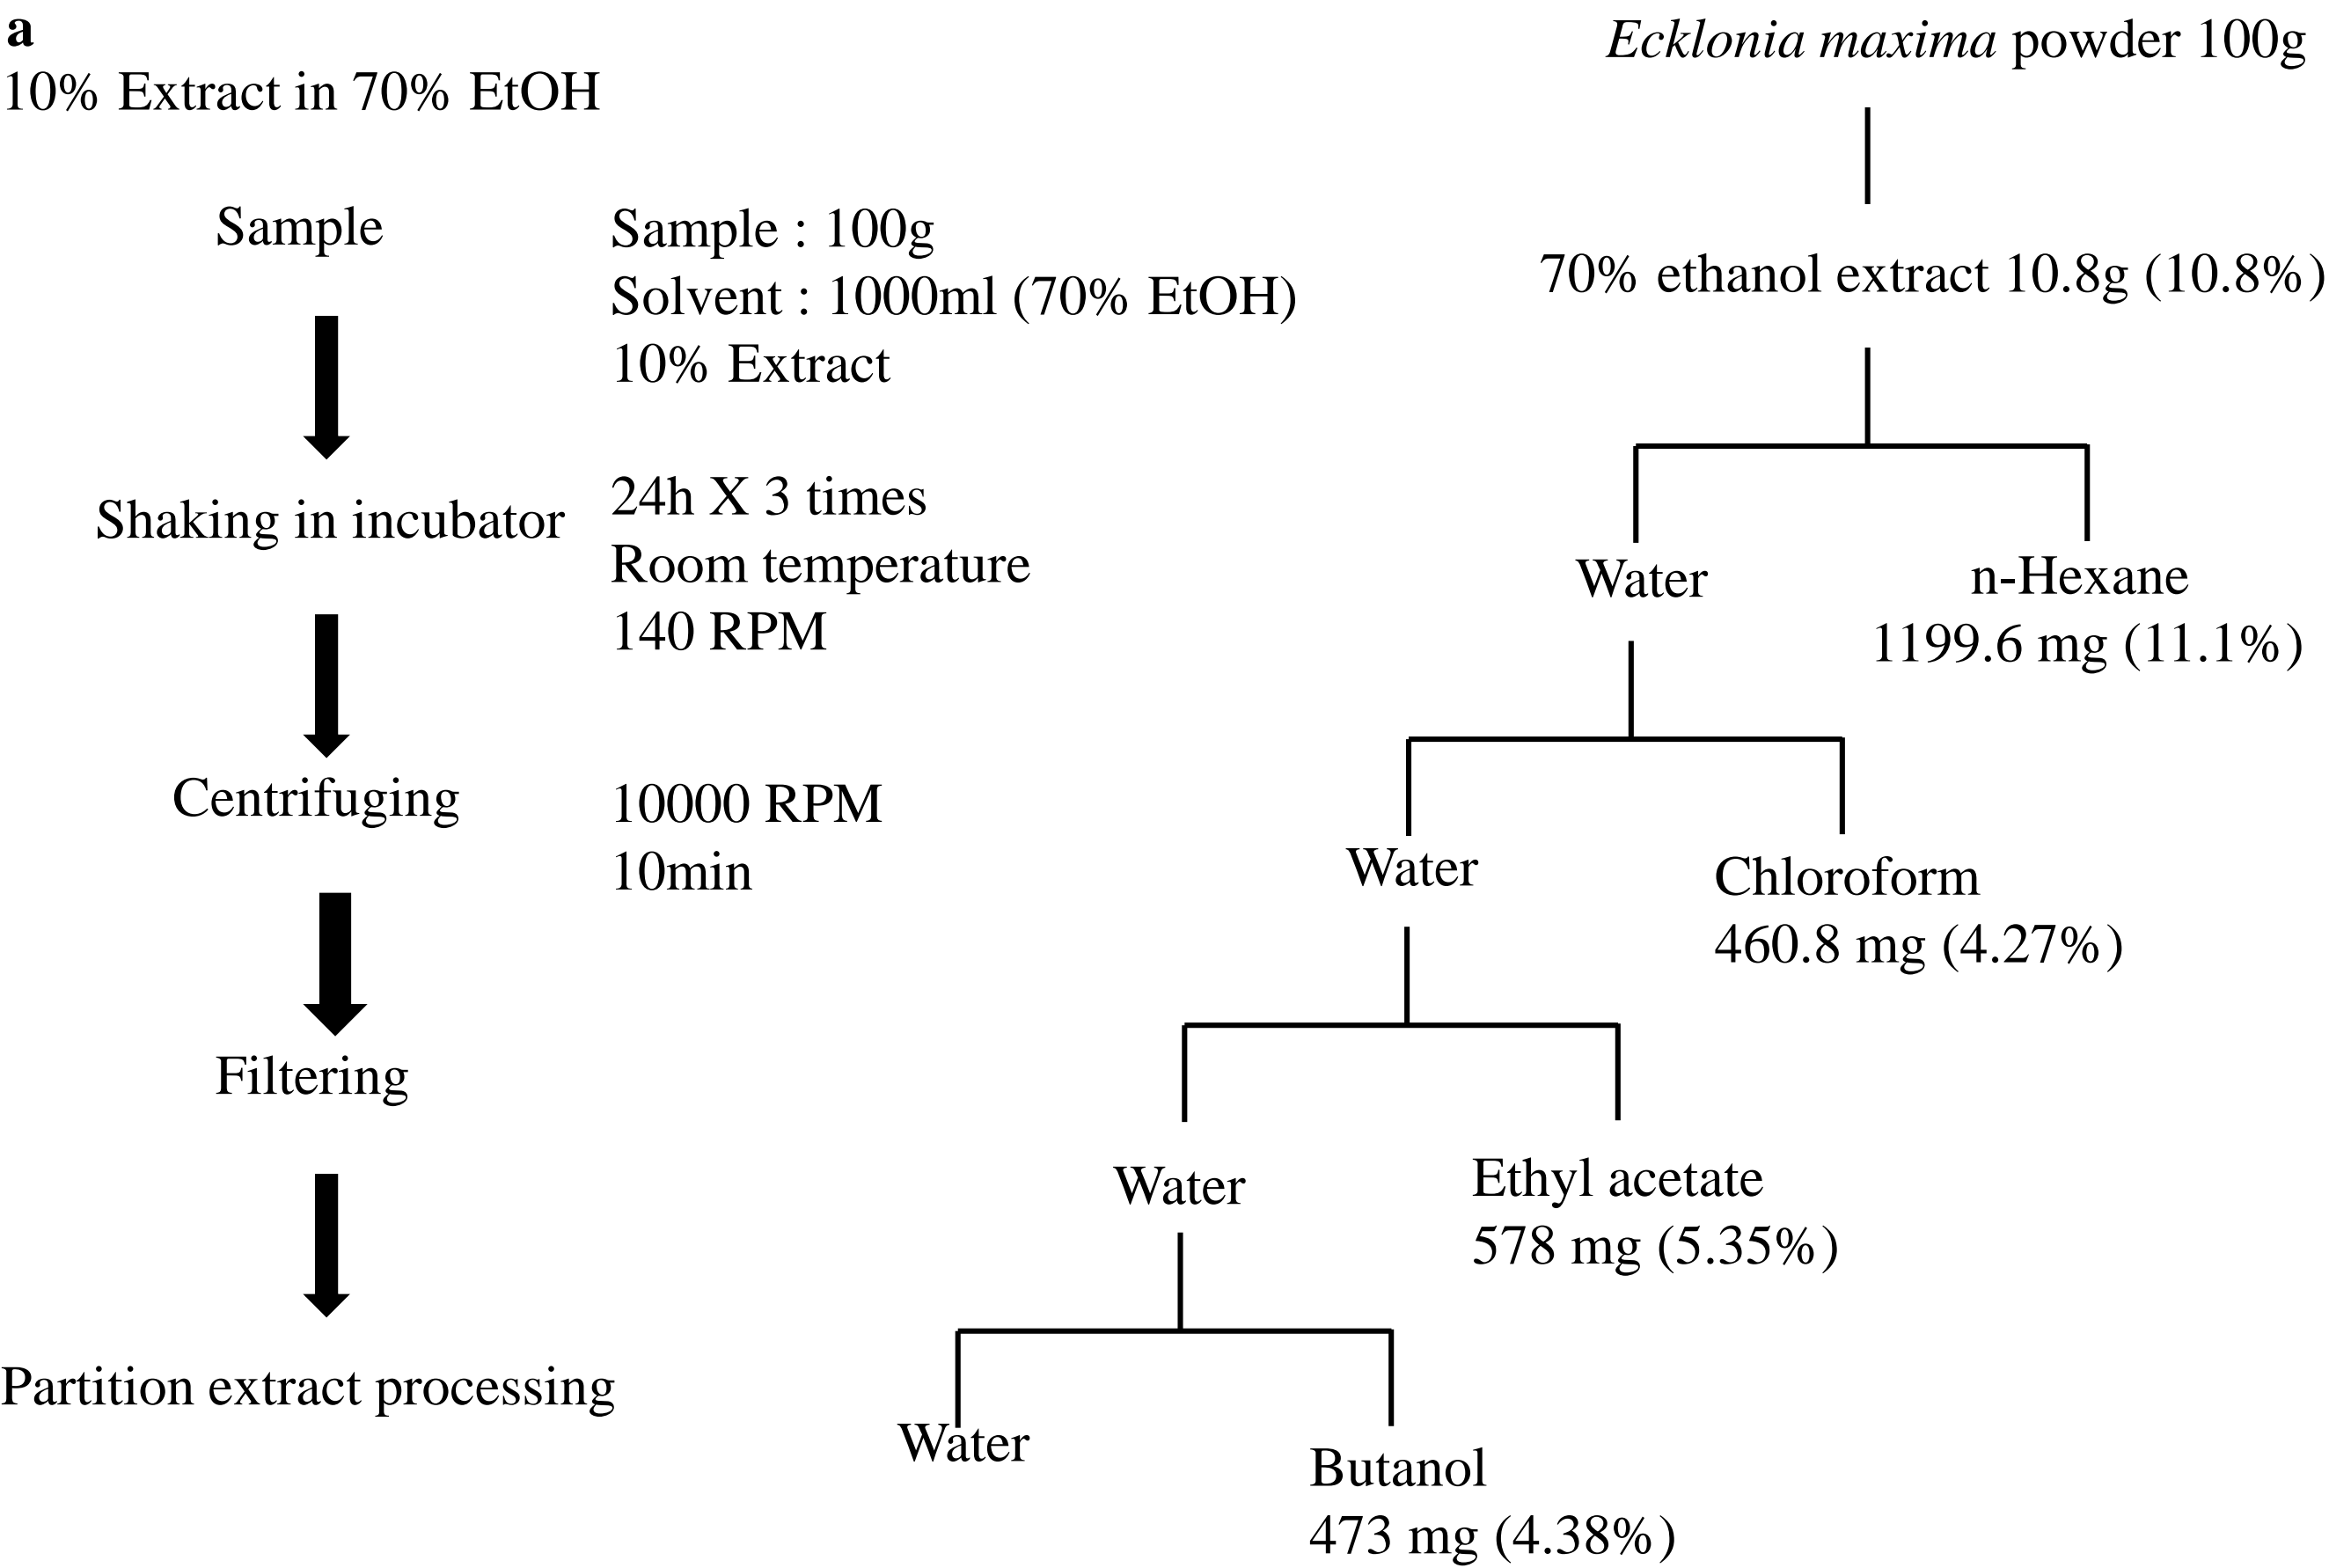 a
10% Extract in 70% EtOH
Sample
Sample : 100g
Solvent : 1000ml (70% EtOH)
10% Extract
Shaking in incubator
24h X 3 times
Room temperature
140 RPM
Centrifuging
10000 RPM
10min
Filtering
Partition extract processing
Ecklonia maxima powder 100g
70% ethanol extract 10.8g (10.8%)
Water
n-Hexane
1199.6 mg (11.1%)
Water
Chloroform
460.8 mg (4.27%)
Water
Ethyl acetate
578 mg (5.35%)
Water
Butanol
473 mg (4.38%)